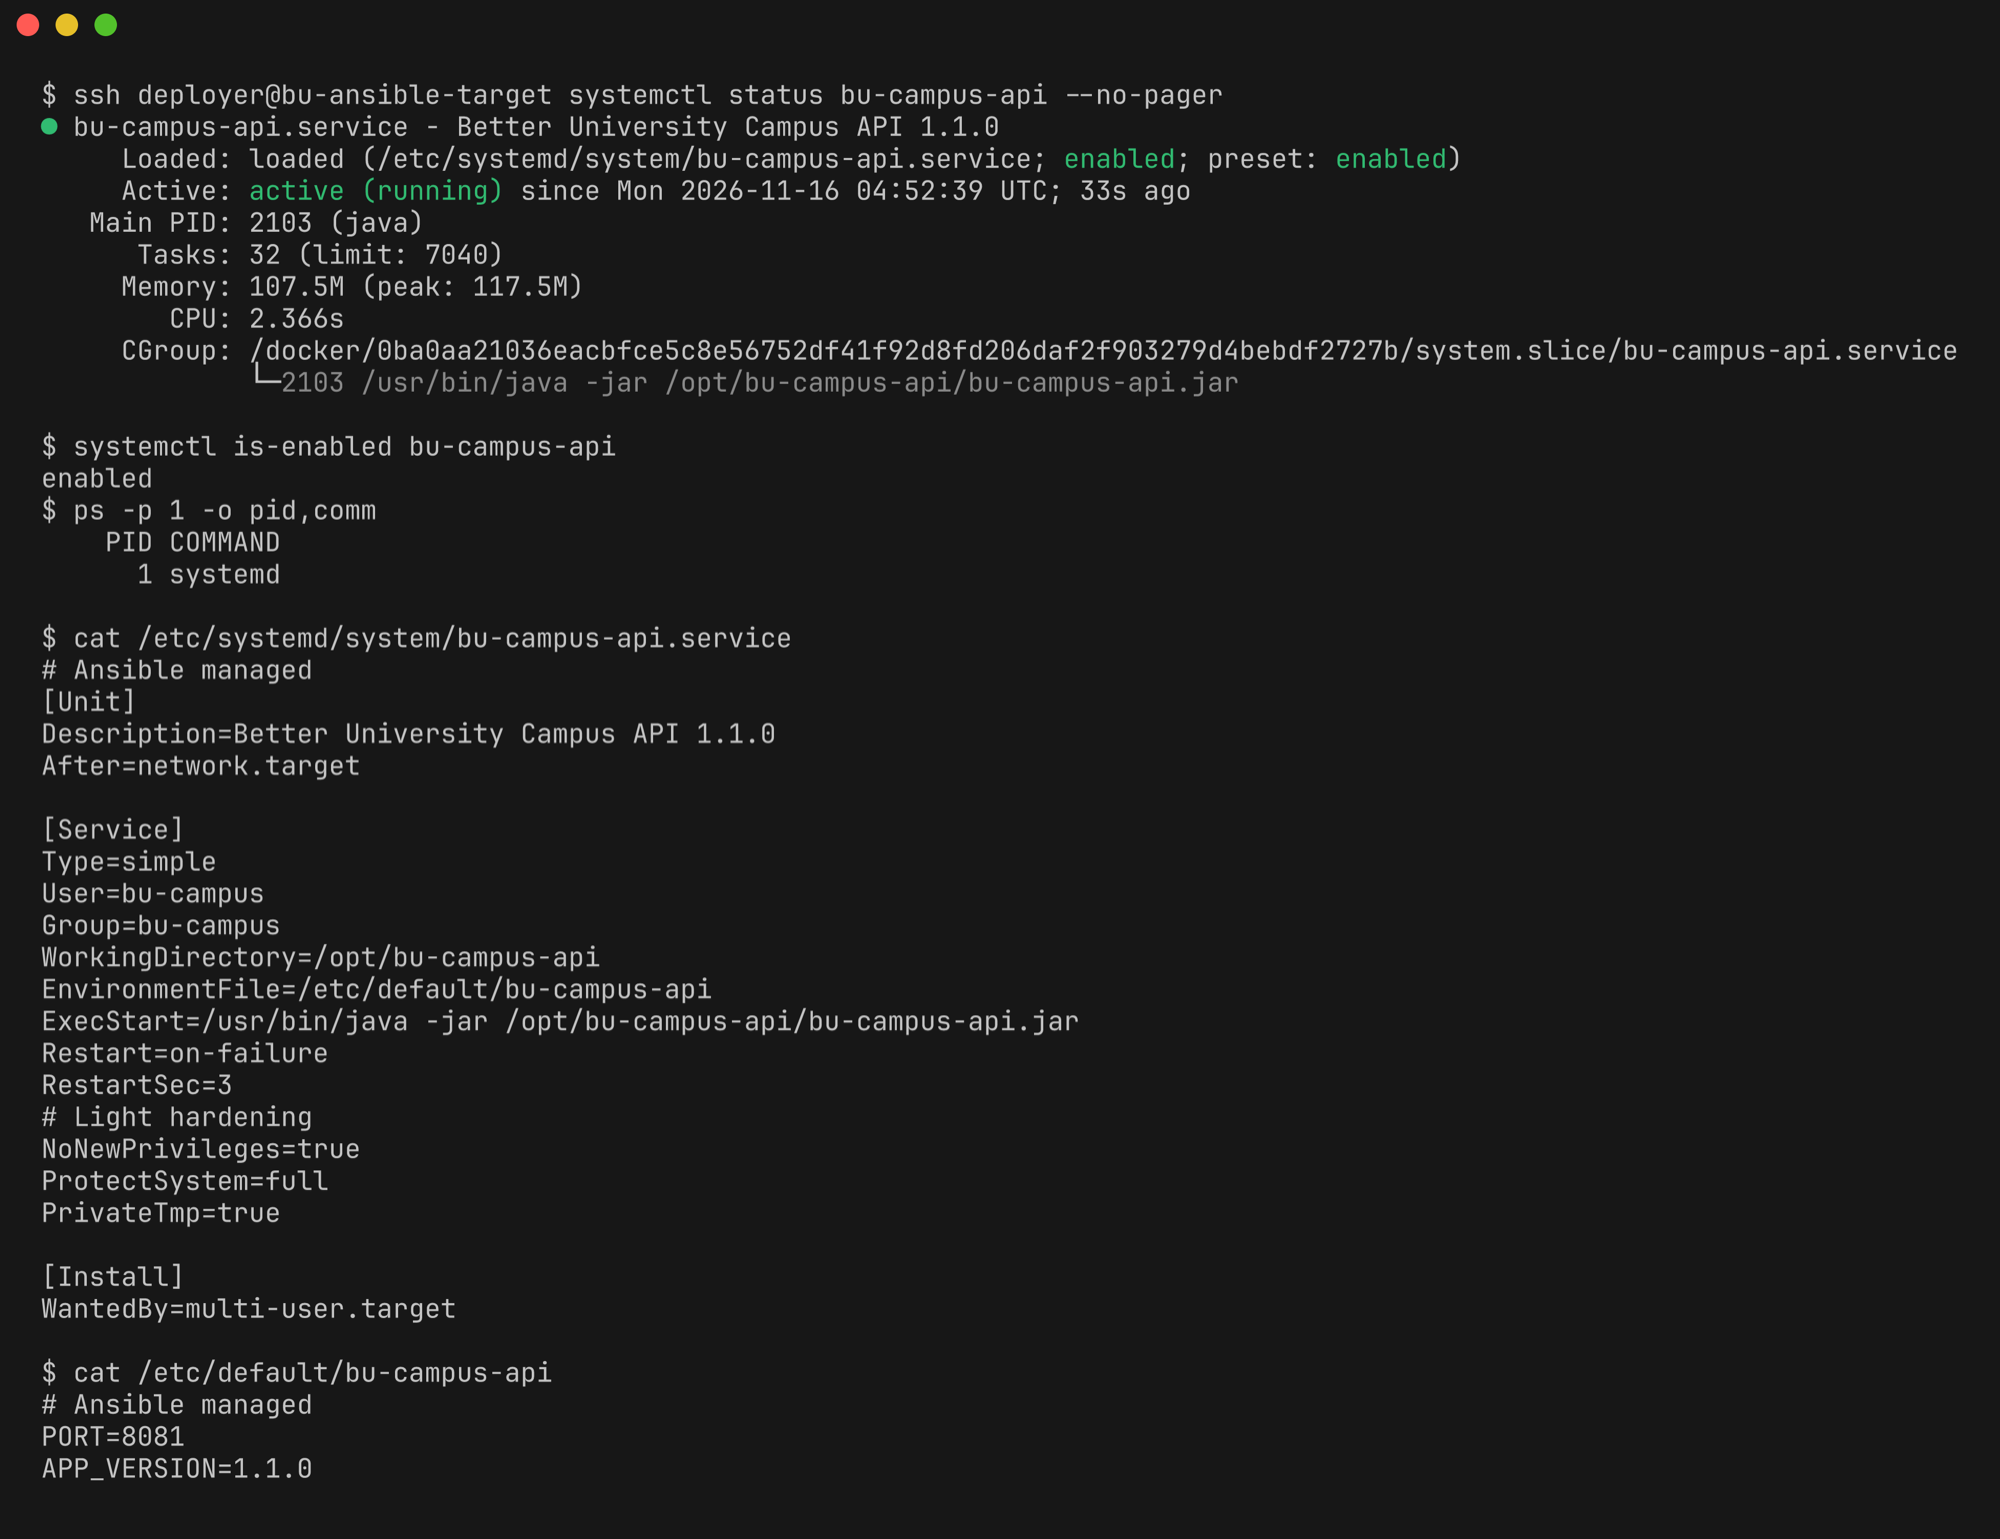 $ ssh deployer@bu-ansible-target systemctl status bu-campus-api --no-pager
● bu-campus-api.service - Better University Campus API 1.1.0
     Loaded: loaded (/etc/systemd/system/bu-campus-api.service; enabled; preset: enabled)
     Active: active (running) since Mon 2026-11-16 04:52:39 UTC; 33s ago
   Main PID: 2103 (java)
      Tasks: 32 (limit: 7040)
     Memory: 107.5M (peak: 117.5M)
        CPU: 2.366s
     CGroup: /docker/0ba0aa21036eacbfce5c8e56752df41f92d8fd206daf2f903279d4bebdf2727b/system.slice/bu-campus-api.service
             └─2103 /usr/bin/java -jar /opt/bu-campus-api/bu-campus-api.jar

$ systemctl is-enabled bu-campus-api
enabled
$ ps -p 1 -o pid,comm
    PID COMMAND
      1 systemd

$ cat /etc/systemd/system/bu-campus-api.service
# Ansible managed
[Unit]
Description=Better University Campus API 1.1.0
After=network.target

[Service]
Type=simple
User=bu-campus
Group=bu-campus
WorkingDirectory=/opt/bu-campus-api
EnvironmentFile=/etc/default/bu-campus-api
ExecStart=/usr/bin/java -jar /opt/bu-campus-api/bu-campus-api.jar
Restart=on-failure
RestartSec=3
# Light hardening
NoNewPrivileges=true
ProtectSystem=full
PrivateTmp=true

[Install]
WantedBy=multi-user.target

$ cat /etc/default/bu-campus-api
# Ansible managed
PORT=8081
APP_VERSION=1.1.0